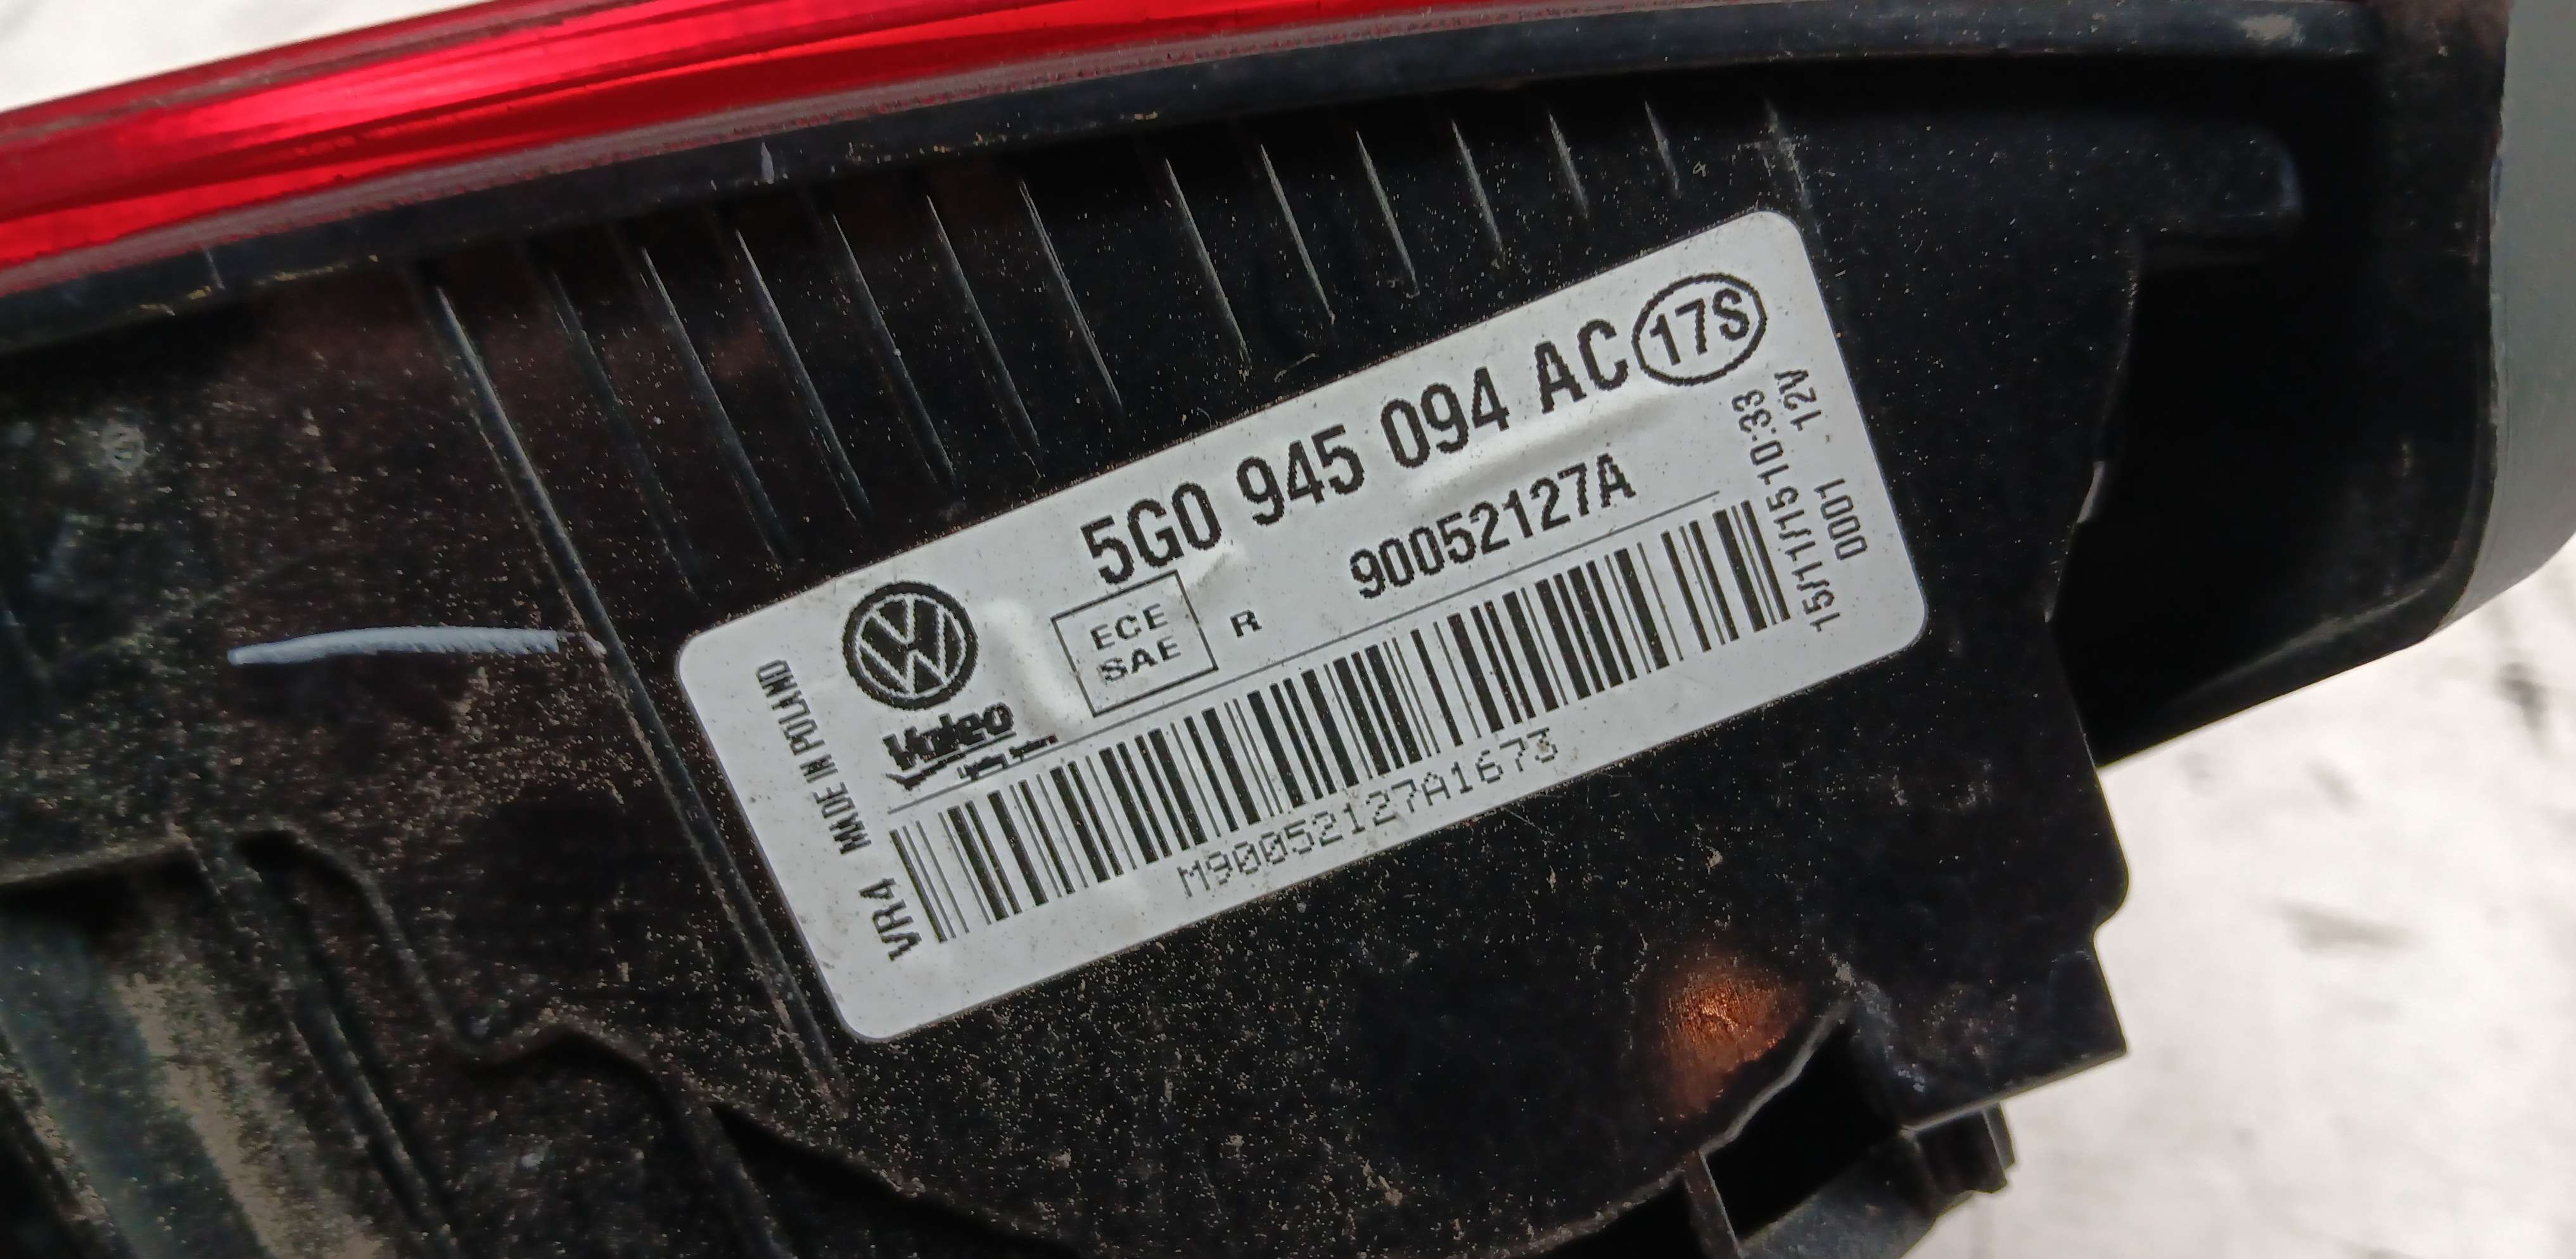 5G0 945 094 AC 17S
ECE
SAE
R
90052127A
Valeo
M90052127A1673
VR4 MADE IN POLAND
15/11/15 10:33
0001 12V